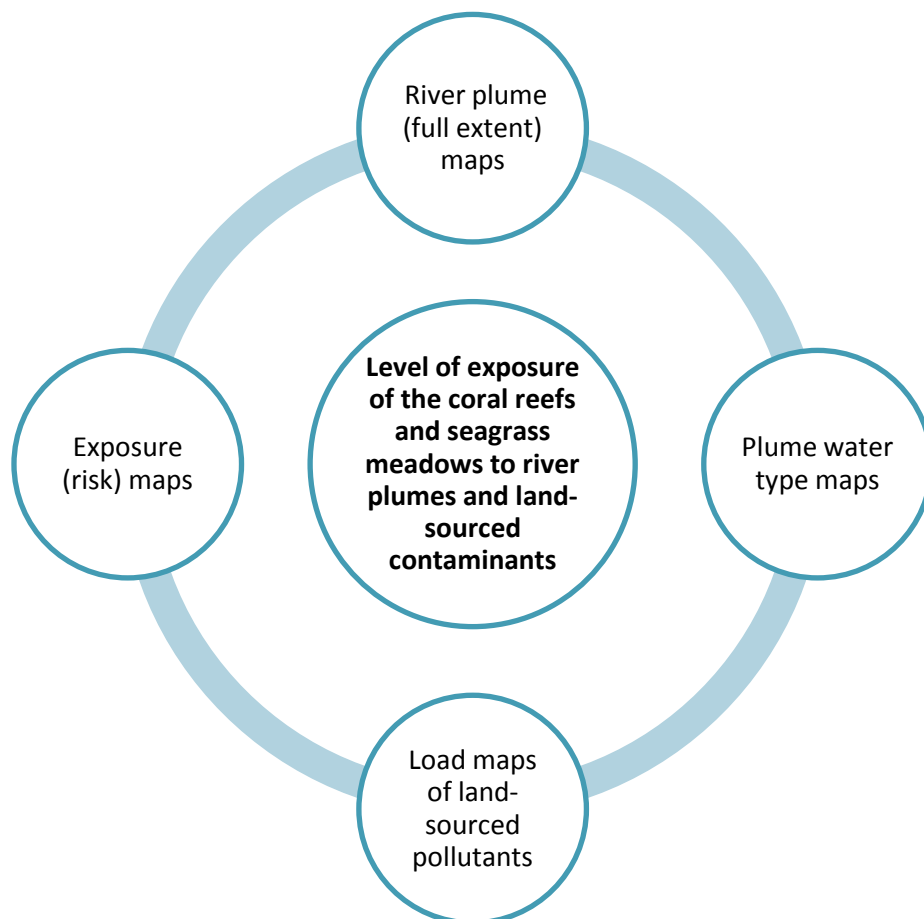 River plume
(full extent)
maps
Level of exposure
of the coral reefs
and seagrass
meadows to river
plumes and land-
sourced
contaminants
Exposure
(risk) maps
Plume water
type maps
Load maps
of land-
sourced
pollutants